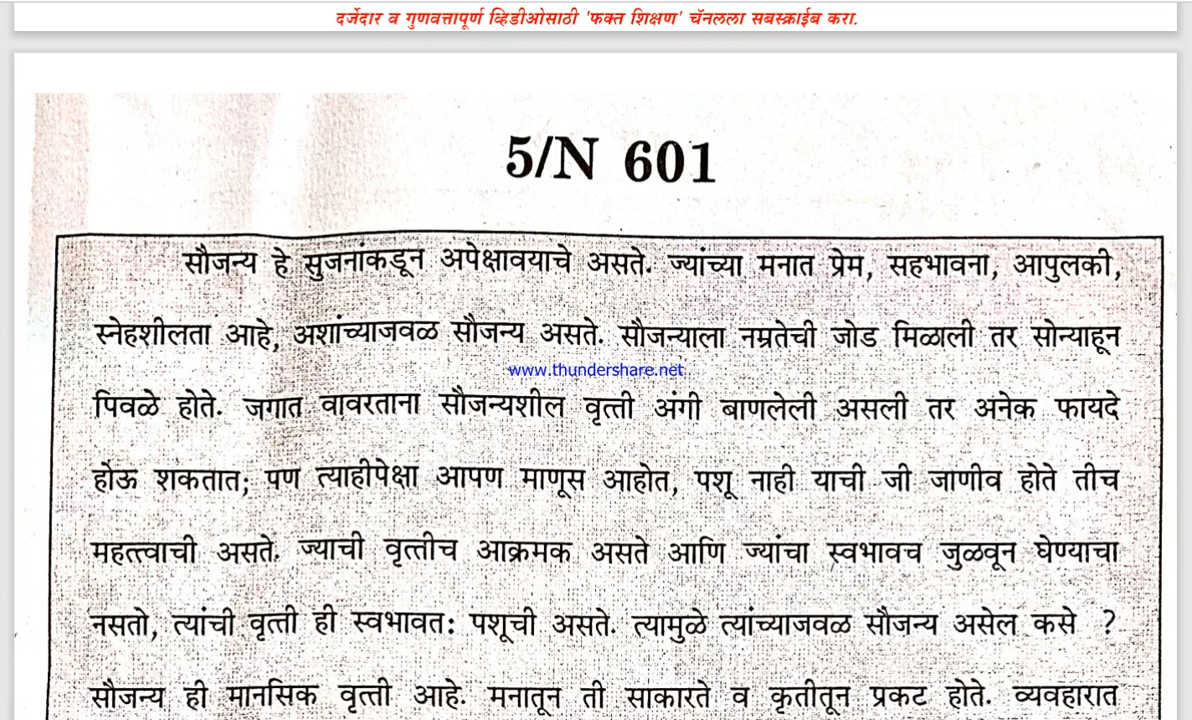 दर्जेदार व गुणवत्तापूर्ण व्हिडीओसाठी 'फक्त शिक्षण' चॅनलला सबस्क्राईब करा.
5/N 601
सौजन्य हे सुजनांकडून अपेक्षावयाचे असते. ज्यांच्या मनात प्रेम, सहभावना, आपुलकी,
स्नेहशीलता आहे, अशांच्याजवळ सौजन्य असते. सौजन्याला नम्रतेची जोड मिळाली तर सोन्याहून
www.thundershare.net
पिवळे होते. जगात वावरताना सौजन्यशील वृत्ती अंगी बाणलेली असली तर अनेक फायदे
होऊ शकतात; पण त्याहीपेक्षा आपण माणूस आहोत, पशू नाही याची जी जाणीव होते तीच
महत्त्वाची असते. ज्याची वृत्तीच आक्रमक असते आणि ज्यांचा स्वभावच जुळवून घेण्याचा
नसतो, त्यांची वृत्ती ही स्वभावत: पशूची असते. त्यामुळे त्यांच्याजवळ सौजन्य असेल कसे ?
सौजन्य ही मानसिक वृत्ती आहे. मनातून ती साकारते व कृतीतून प्रकट होते. व्यवहारात